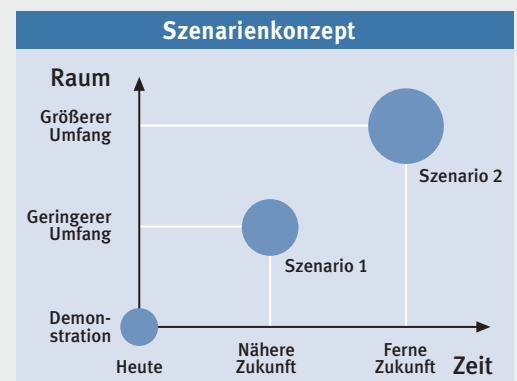 Szenarienkonzept
Raum
Größerer
Umfang
Szenario 2
Geringerer
Umfang
Szenario 1
Demon-
stration
Heute
Nähere
Zukunft
Ferne
Zukunft
Zeit